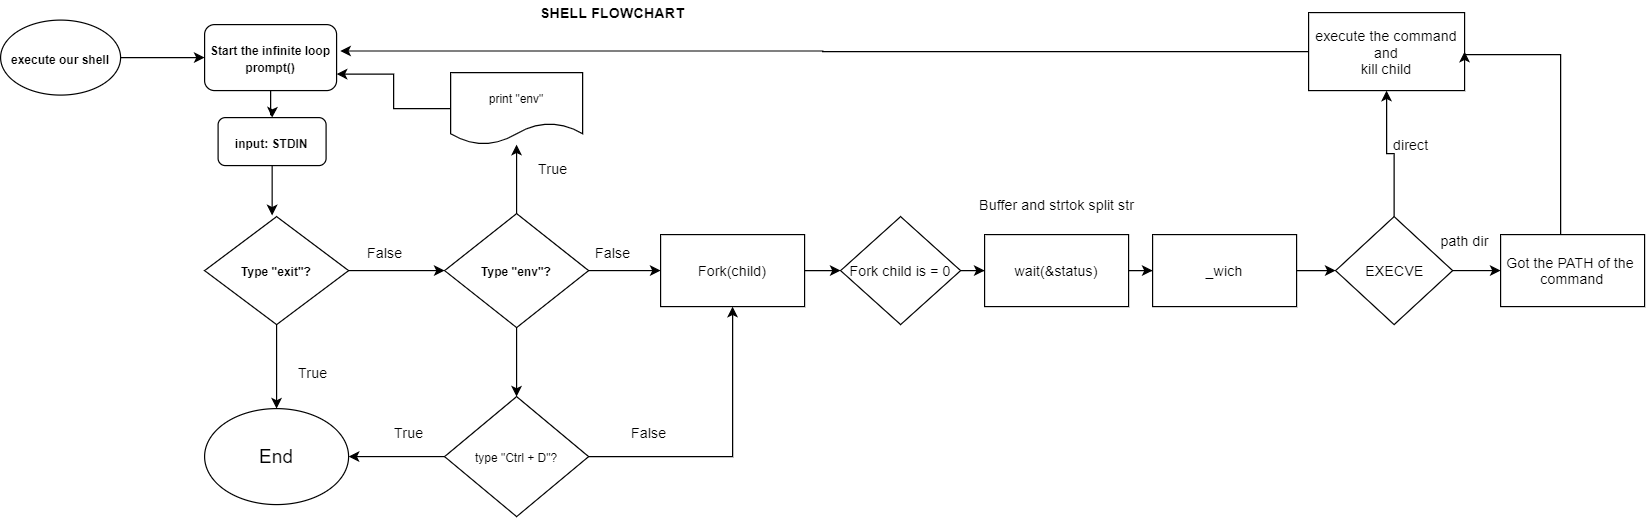 SHELL FLOWCHART
execute our shell
Start the infinite loop
prompt()
input: STDIN
print "env"
True
execute the command
and
kill child
direct
Buffer and strtok split str
Type "exit"?
False
Type "env"?
False
Fork(child)
Fork child is = 0
wait(&status)
_wich
EXECVE
path dir
Got the PATH of the
command
True
End
True
type "Ctrl + D"?
False